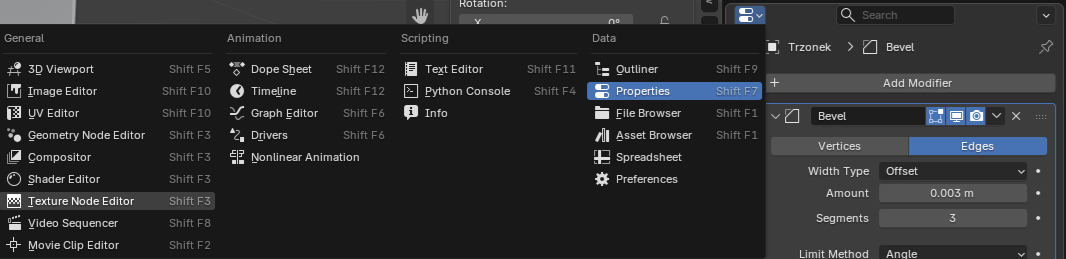 Rotation:
X 0°
Search
General
3D Viewport Shift F5
Image Editor Shift F10
UV Editor Shift F10
Geometry Node Editor Shift F3
Compositor Shift F3
Shader Editor Shift F3
Texture Node Editor Shift F3
Video Sequencer Shift F8
Movie Clip Editor Shift F2
Animation
Dope Sheet Shift F12
Timeline Shift F12
Graph Editor Shift F6
Drivers Shift F6
Nonlinear Animation
Scripting
Text Editor Shift F11
Python Console Shift F4
Info
Data
Outliner Shift F9
Properties Shift F7
File Browser Shift F1
Asset Browser Shift F1
Spreadsheet
Preferences
Trzonek > Bevel
+ Add Modifier
Bevel
Vertices Edges
Width Type Offset
Amount 0.003 m
Segments 3
Limit Method Angle